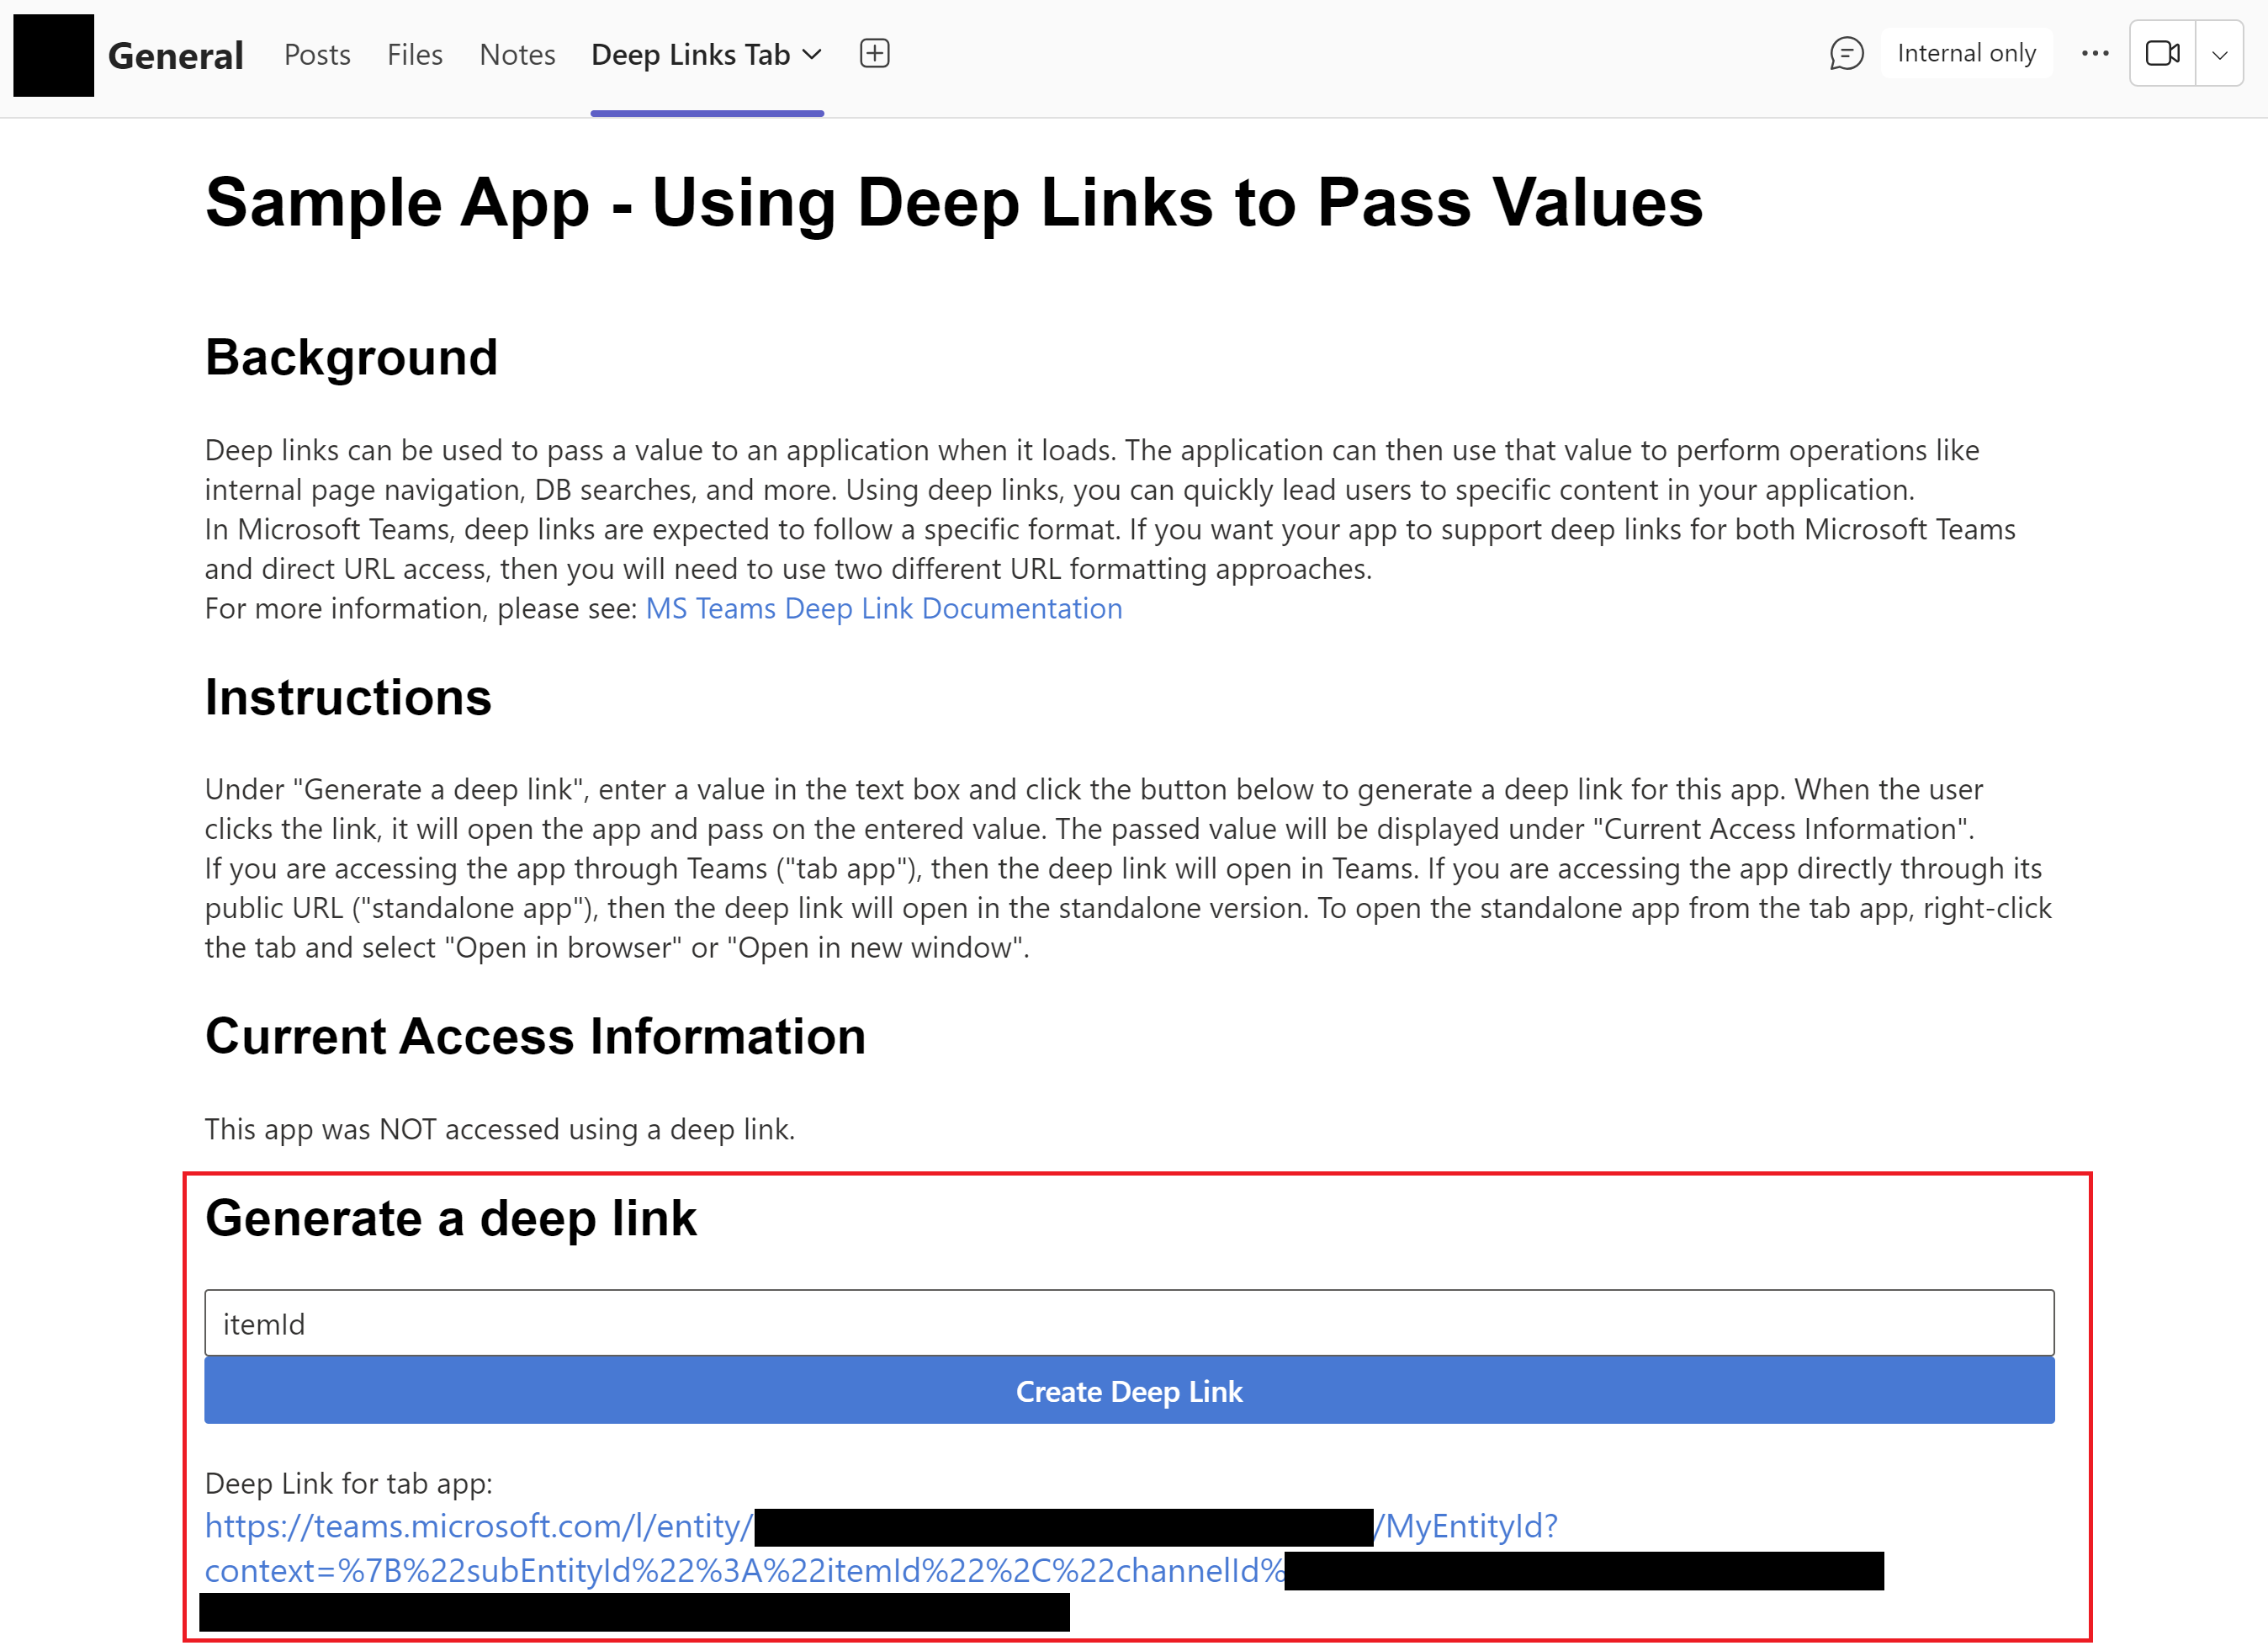 General Posts Files Notes Deep Links Tab Internal only
Sample App - Using Deep Links to Pass Values
Background
Deep links can be used to pass a value to an application when it loads. The application can then use that value to perform operations like
internal page navigation, DB searches, and more. Using deep links, you can quickly lead users to specific content in your application.
In Microsoft Teams, deep links are expected to follow a specific format. If you want your app to support deep links for both Microsoft Teams
and direct URL access, then you will need to use two different URL formatting approaches.
For more information, please see: MS Teams Deep Link Documentation
Instructions
Under "Generate a deep link", enter a value in the text box and click the button below to generate a deep link for this app. When the user
clicks the link, it will open the app and pass on the entered value. The passed value will be displayed under "Current Access Information".
If you are accessing the app through Teams ("tab app"), then the deep link will open in Teams. If you are accessing the app directly through its
public URL ("standalone app"), then the deep link will open in the standalone version. To open the standalone app from the tab app, right-click
the tab and select "Open in browser" or "Open in new window".
Current Access Information
This app was NOT accessed using a deep link.
Generate a deep link
itemId
Create Deep Link
Deep Link for tab app:
https://teams.microsoft.com/l/entity/ /MyEntityId?
context=%7B%22subEntityId%22%3A%22itemId%22%2C%22channelId%